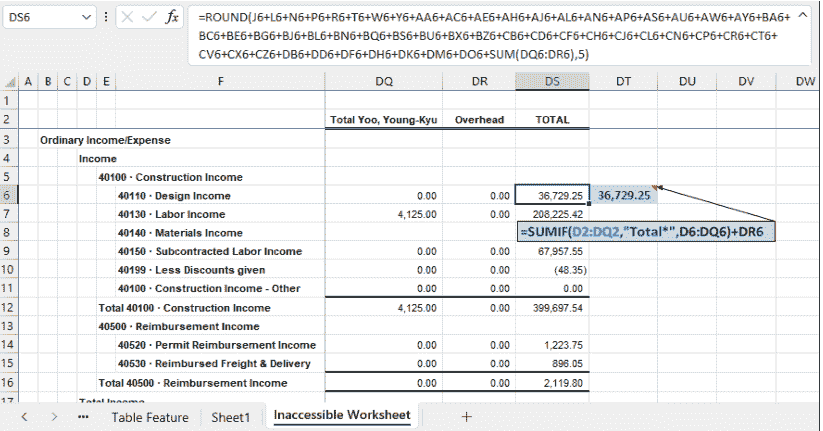 DS6
fx
=ROUND(J6+L6+N6+P6+R6+T6+W6+Y6+AA6+AC6+AE6+AH6+AJ6+AL6+AN6+AP6+AS6+AU6+AW6+AY6+BA6+
BC6+BE6+BG6+BJ6+BL6+BN6+BQ6+BS6+BU6+BX6+BZ6+CB6+CD6+CF6+CH6+CJ6+CL6+CN6+CP6+CR6+CT6+
CV6+CX6+CZ6+DB6+DD6+DF6+DH6+DK6+DM6+DO6+SUM(DQ6:DR6),5)
A B C D E F DQ DR DS DT DU DV DW
1
2 Total Yoo, Young-Kyu Overhead TOTAL
3 Ordinary Income/Expense
4 Income
5 40100 · Construction Income
6 40110 · Design Income 0.00 0.00 36,729.25 36,729.25
7 40130 · Labor Income 4,125.00 0.00 208,225.42
8 40140 · Materials Income =SUMIF(D2:DQ2,"Total*",D6:DQ6)+DR6
9 40150 · Subcontracted Labor Income 0.00 0.00 67,957.55
10 40199 · Less Discounts given 0.00 0.00 (48.35)
11 40100 · Construction Income - Other 0.00 0.00 0.00
12 Total 40100 · Construction Income 4,125.00 0.00 399,697.54
13 40500 · Reimbursement Income
14 40520 · Permit Reimbursement Income 0.00 0.00 1,223.75
15 40530 · Reimbursed Freight & Delivery 0.00 0.00 896.05
16 Total 40500 · Reimbursement Income 0.00 0.00 2,119.80
17 Total Income
Table Feature Sheet1 Inaccessible Worksheet